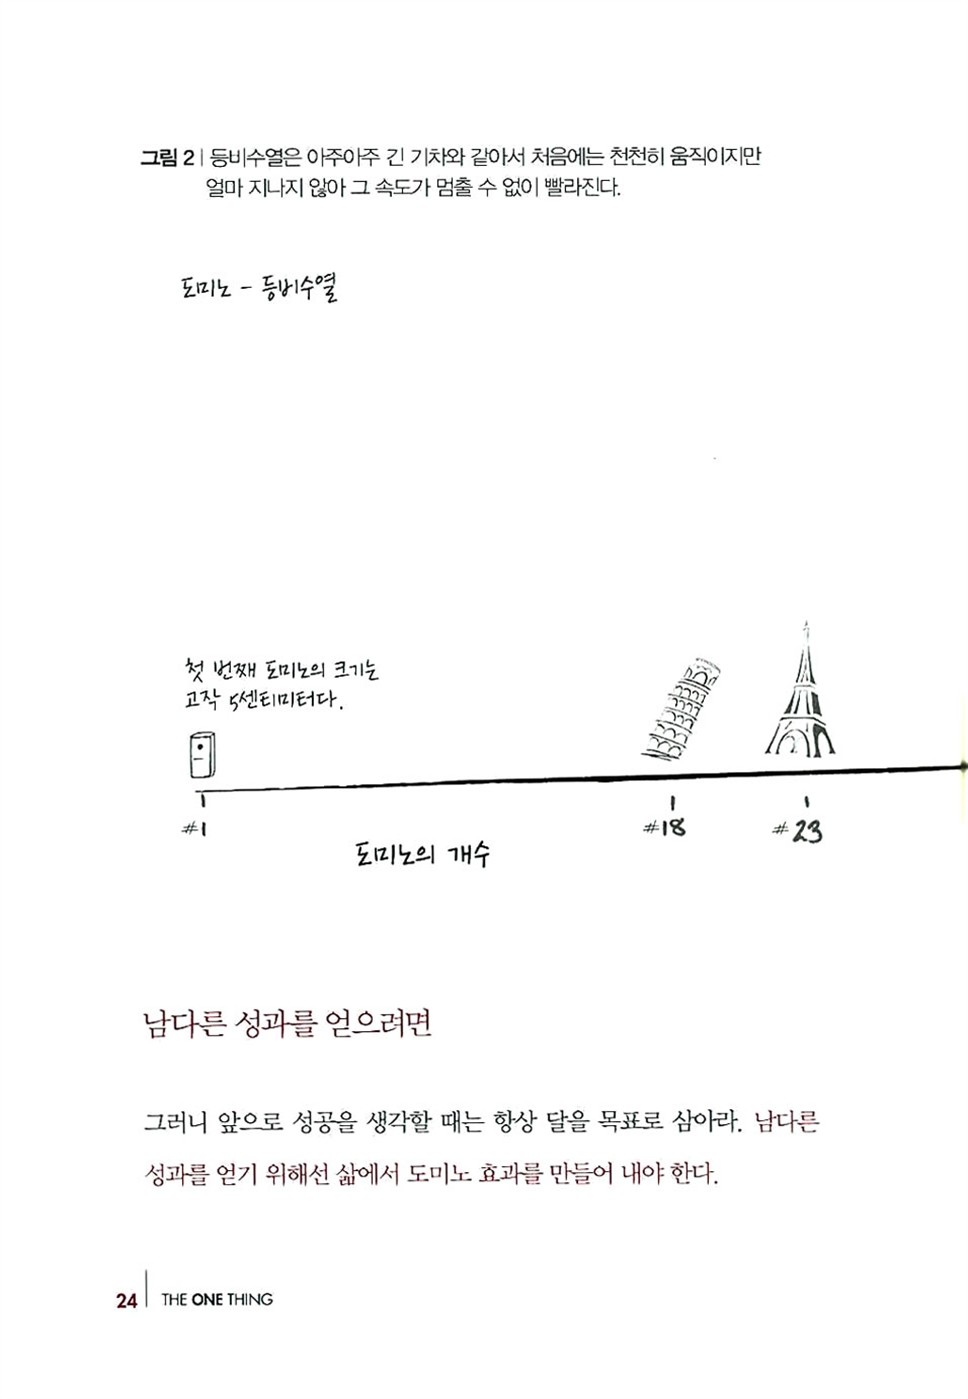 그림 2 | 등비수열은 아주아주 긴 기차와 같아서 처음에는 천천히 움직이지만
얼마 지나지 않아 그 속도가 멈출 수 없이 빨라진다.
도미노 - 등비수열
첫 번째 도미노의 크기는
고작 5센티미터다.
#1
#18
#23
도미노의 개수
남다른 성과를 얻으려면
그러니 앞으로 성공을 생각할 때는 항상 달을 목표로 삼아라. 남다른
성과를 얻기 위해선 삶에서 도미노 효과를 만들어 내야 한다.
24 | THE ONE THING